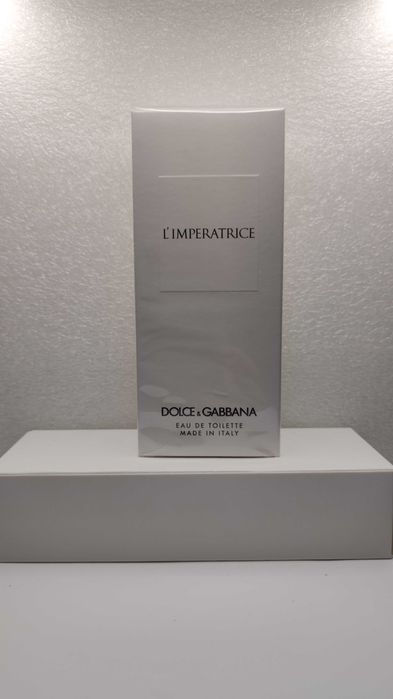 L'IMPERATRICE
DOLCE & GABBANA
EAU DE TOILETTE
MADE IN ITALY